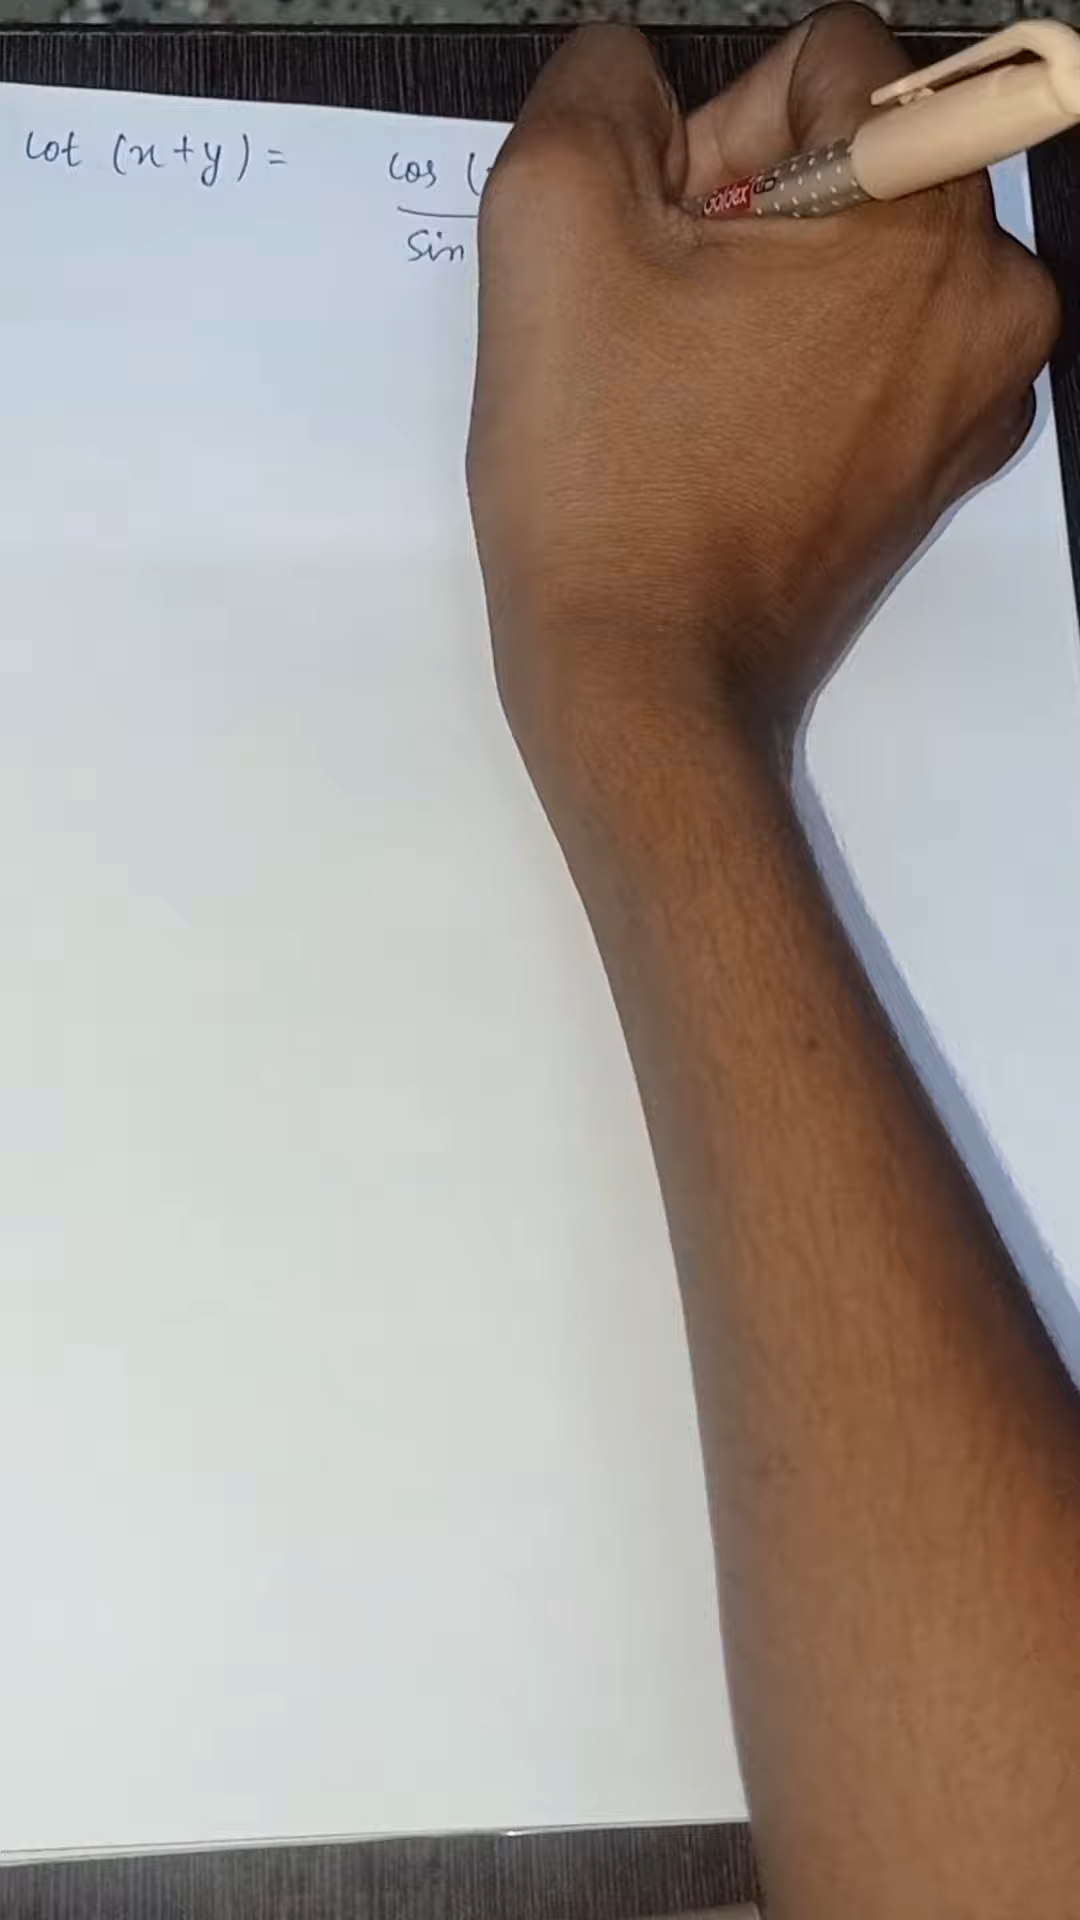 cot (x+y) = cos (
sin
Goldex